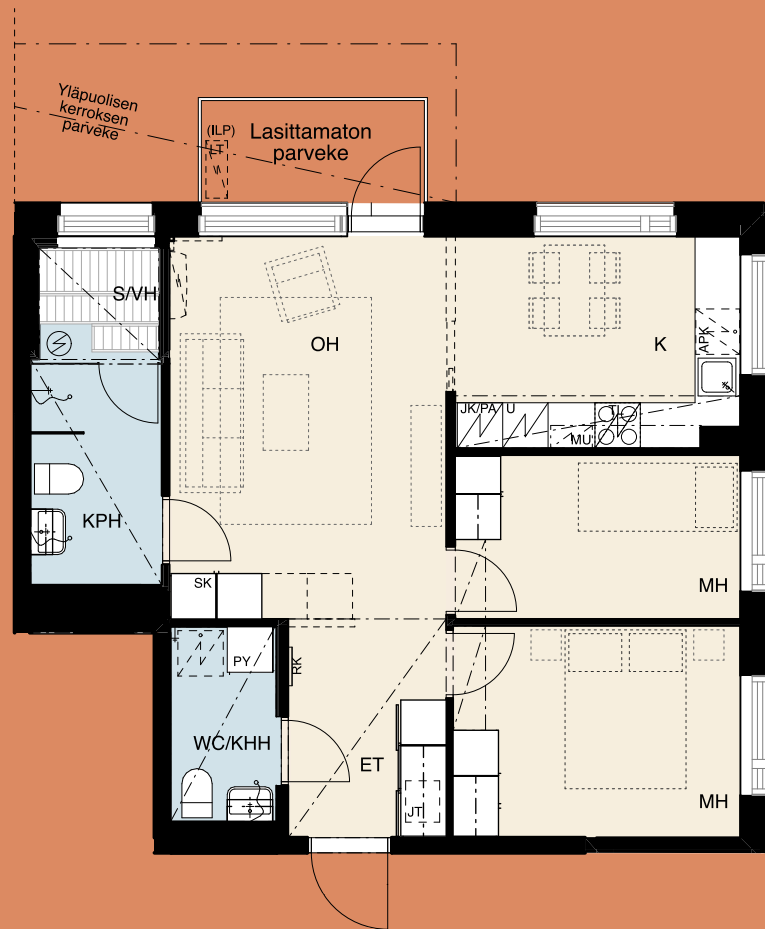 Yläpuolisen
kerroksen
parveke
(ILP)
LT
Lasittamaton
parveke
S/VH
OH
K
APK
JK/PA
U
MU
T
KPH
SK
MH
PY
RK
WC/KHH
ET
JT
MH